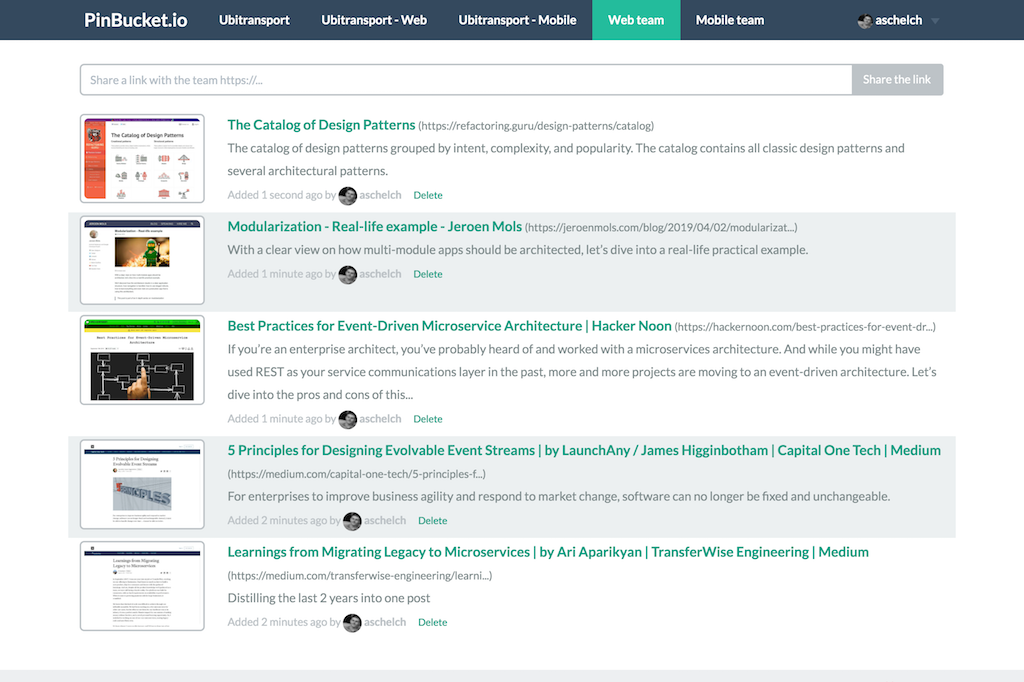 PinBucket.io Ubitransport Ubitransport - Web Ubitransport - Mobile Web team Mobile team aschelch
Share a link with the team https://... Share the link
The Catalog of Design Patterns (https://refactoring.guru/design-patterns/catalog)
The Catalog of Design Patterns
The catalog of design patterns grouped by intent, complexity, and popularity. The catalog contains all classic design patterns and
several architectural patterns.
Added 1 second ago by aschelch Delete
Modularization - Real-life example - Jeroen Mols (https://jeroenmols.com/blog/2019/04/02/modularizat...)
With a clear view on how multi-module apps should be architected, let's dive into a real-life practical example.
Added 1 minute ago by aschelch Delete
Best Practices for Event-Driven Microservice Architecture | Hacker Noon (https://hackernoon.com/best-practices-for-event-dr...)
Best Practices for Event-Driven Microservice
Architecture
If you're an enterprise architect, you've probably heard of and worked with a microservices architecture. And while you might have
used REST as your service communications layer in the past, more and more projects are moving to an event-driven architecture. Let's
dive into the pros and cons of this...
Added 1 minute ago by aschelch Delete
5 Principles for Designing Evolvable Event Streams | by LaunchAny / James Higginbotham | Capital One Tech | Medium
(https://medium.com/capital-one-tech/5-principles-f...)
5 Principles for Designing
Evolvable Event Streams
PRINCIPLES
For enterprises to improve business agility and respond to market change, software can no longer be fixed and unchangeable.
Added 2 minutes ago by aschelch Delete
Learnings from Migrating Legacy to Microservices | by Ari Aparikyan | TransferWise Engineering | Medium
(https://medium.com/transferwise-engineering/learni...)
Learnings from Migrating
Legacy to Microservices
Distilling the last 2 years into one post
Added 2 minutes ago by aschelch Delete